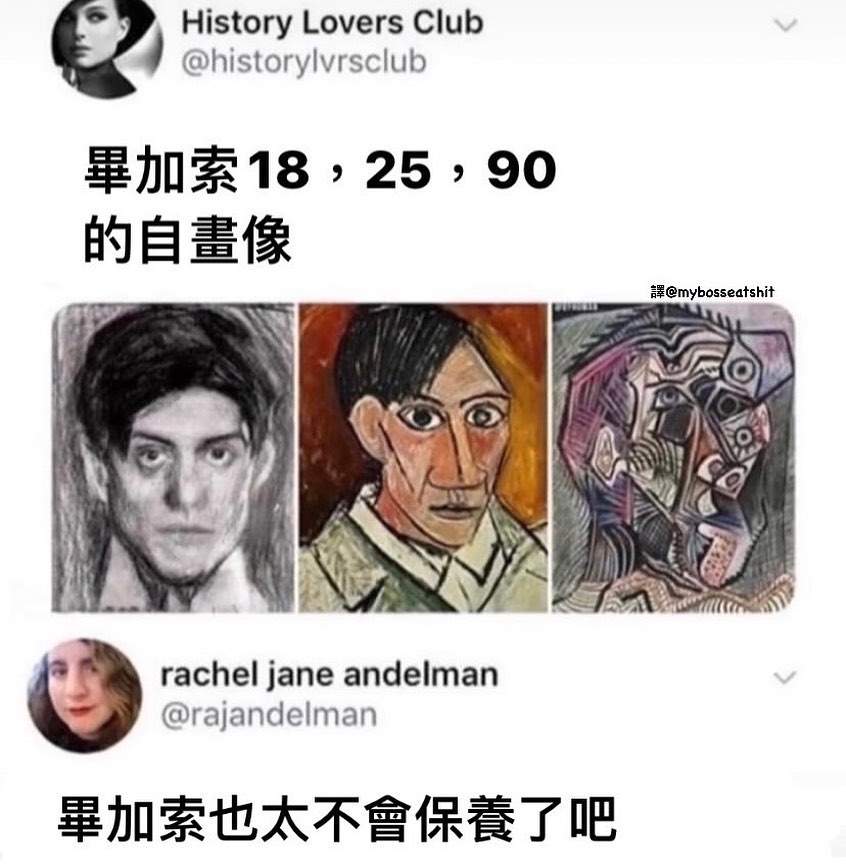 History Lovers Club
@historylvrsclub
畢加索18，25，90
的自畫像
譯@mybosseatshit
rachel jane andelman
@rajandelman
畢加索也太不會保養了吧